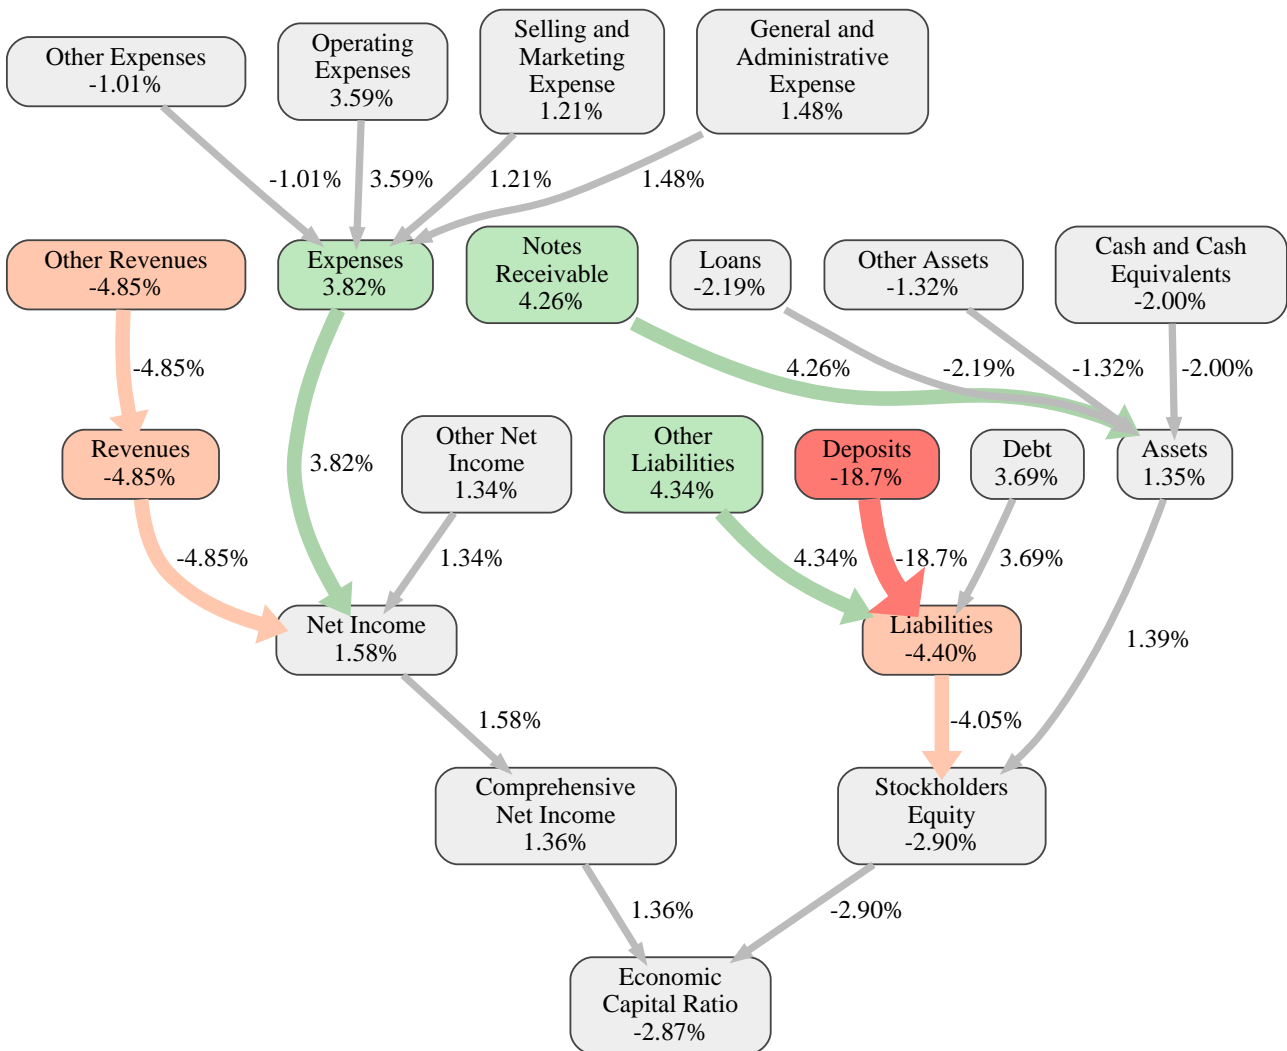 Other Expenses
-1.01%
Operating
Expenses
3.59%
Selling and
Marketing
Expense
1.21%
General and
Administrative
Expense
1.48%
-1.01%
3.59%
1.21%
1.48%
Other Revenues
-4.85%
Expenses
3.82%
Notes
Receivable
4.26%
Loans
-2.19%
Other Assets
-1.32%
Cash and Cash
Equivalents
-2.00%
-4.85%
4.26%
-2.19%
-1.32%
-2.00%
Revenues
-4.85%
3.82%
Other Net
Income
1.34%
Other
Liabilities
4.34%
Deposits
-18.7%
Debt
3.69%
Assets
1.35%
-4.85%
1.34%
4.34%
-18.7%
3.69%
Net Income
1.58%
Liabilities
-4.40%
1.39%
1.58%
-4.05%
Comprehensive
Net Income
1.36%
Stockholders
Equity
-2.90%
1.36%
-2.90%
Economic
Capital Ratio
-2.87%